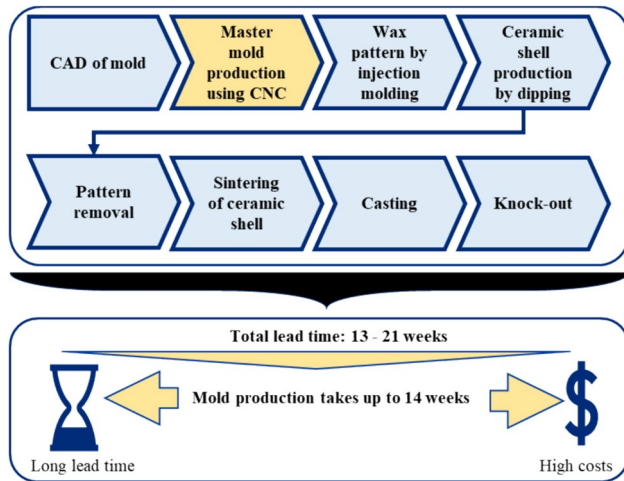 CAD of mold
Master
mold
production
using CNC
Wax
pattern by
injection
molding
Ceramic
shell
production
by dipping
Pattern
removal
Sintering
of ceramic
shell
Casting
Knock-out
Total lead time: 13 - 21 weeks
Mold production takes up to 14 weeks
Long lead time
High costs